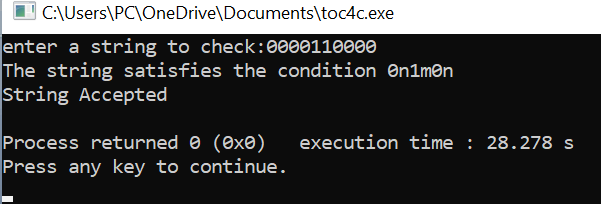 C:\Users\PC\OneDrive\Documents\toc4c.exe
enter a string to check:0000110000
The string satisfies the condition 0n1m0n
String Accepted
Process returned 0 (0x0)   execution time : 28.278 s
Press any key to continue.